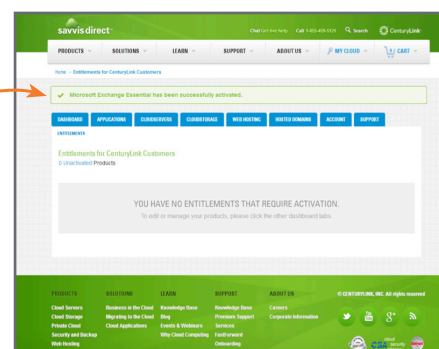 savvisdirect
Chat Get live help Call 1-855- Search CenturyLink
PRODUCTS SOLUTIONS LEARN SUPPORT ABOUT US MY CLOUD CART
Home Entitlements for CenturyLink Customers
Microsoft Exchange Essential has been successfully activated.
DASHBOARD APPLICATIONS CLOUDSERVERS CLOUDSTORAGE WEB HOSTING HOSTED DOMAINS ACCOUNT SUPPORT
ENTITLEMENTS
Entitlements for CenturyLink Customers
0 Unactivated Products
YOU HAVE NO ENTITLEMENTS THAT REQUIRE ACTIVATION.
To edit or manage your products, please click the other dashboard tabs.
PRODUCTS SOLUTIONS LEARN SUPPORT ABOUT US © CENTURYLINK, INC. All rights reserved
Cloud Servers Business in the Cloud Knowledge Base Knowledge Base Careers
Cloud Storage Migrating to the Cloud Blog Premium Support Corporate Information
Private Cloud Cloud Applications Events & Webinars Services
Security and Backup Why Cloud Computing FastForward
Web Hosting Onboarding